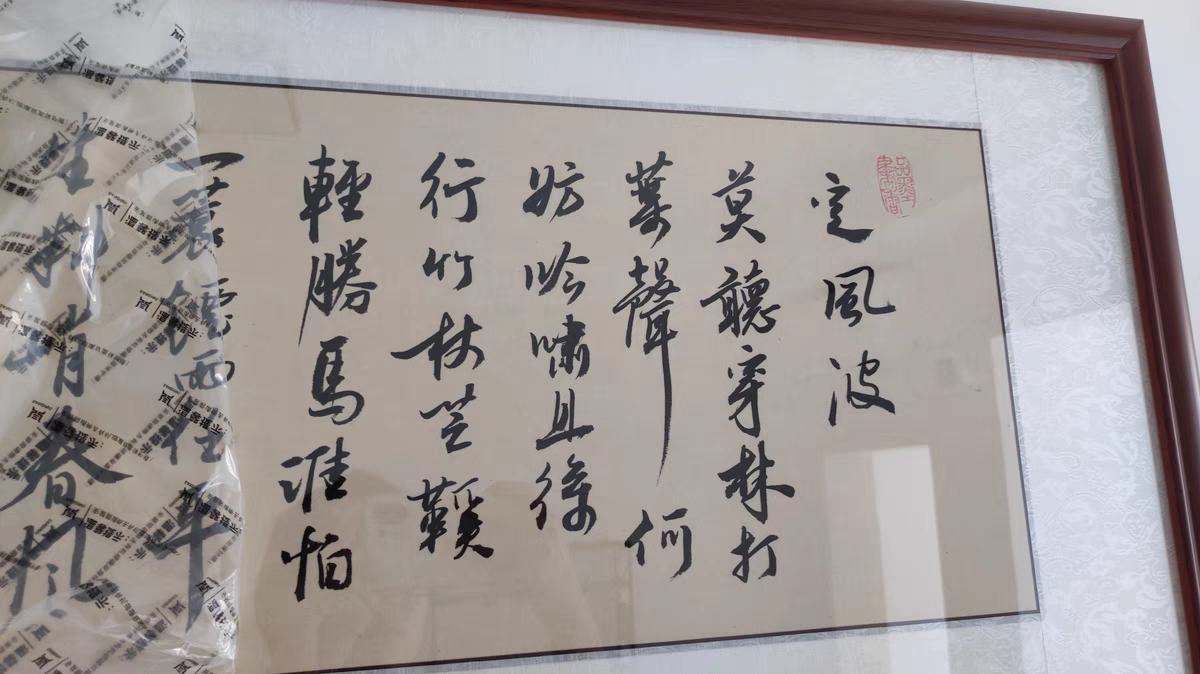 定風波
莫聽穿林打
葉聲何
妨吟嘯且徐
行竹杖芒鞵
輕勝馬誰怕
一蓑煙雨任平
生料峭春風